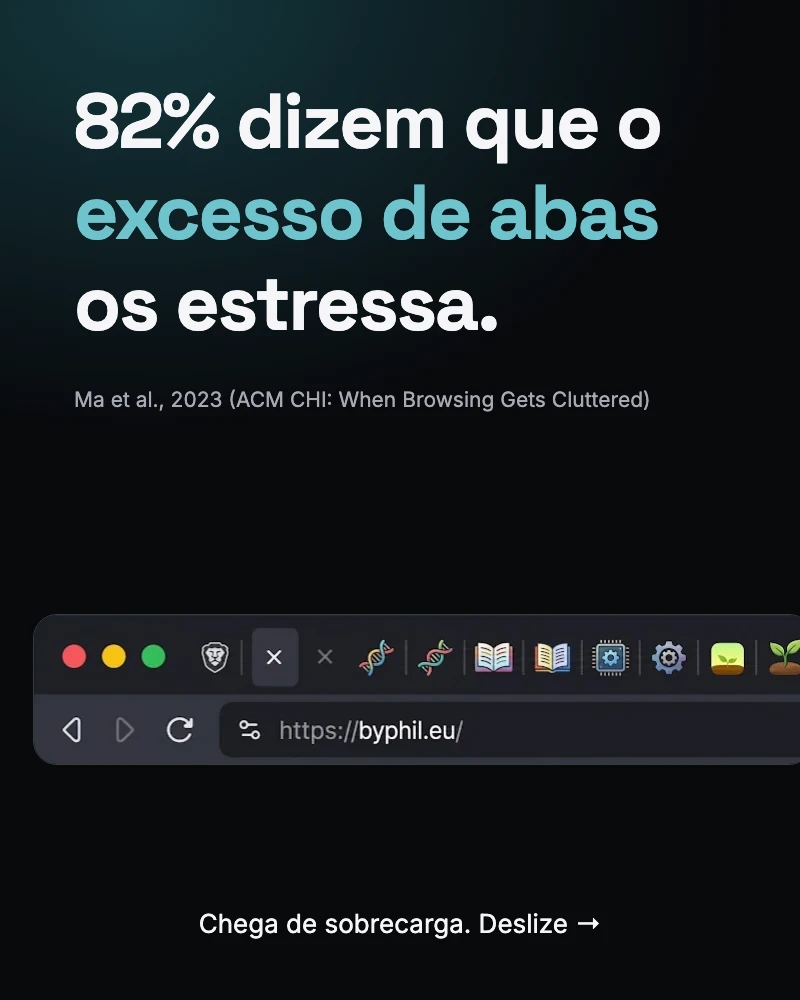 82% dizem que o
excesso de abas
os estressa.
Ma et al., 2023 (ACM CHI: When Browsing Gets Cluttered)
https://byphil.eu/
Chega de sobrecarga. Deslize →